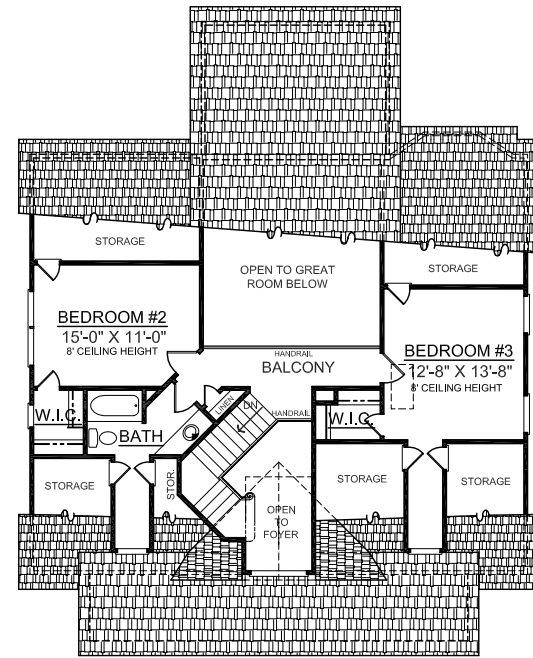 STORAGE
OPEN TO GREAT
ROOM BELOW
STORAGE
BEDROOM #2
15'-0" X 11'-0"
8' CEILING HEIGHT
HANDRAIL
BALCONY
BEDROOM #3
12'-8" X 13'-8"
8' CEILING HEIGHT
W.I.C.
BATH
LINEN
DN
HANDRAIL
W.I.C.
STORAGE
STOR.
OPEN
TO
FOYER
STORAGE
STORAGE